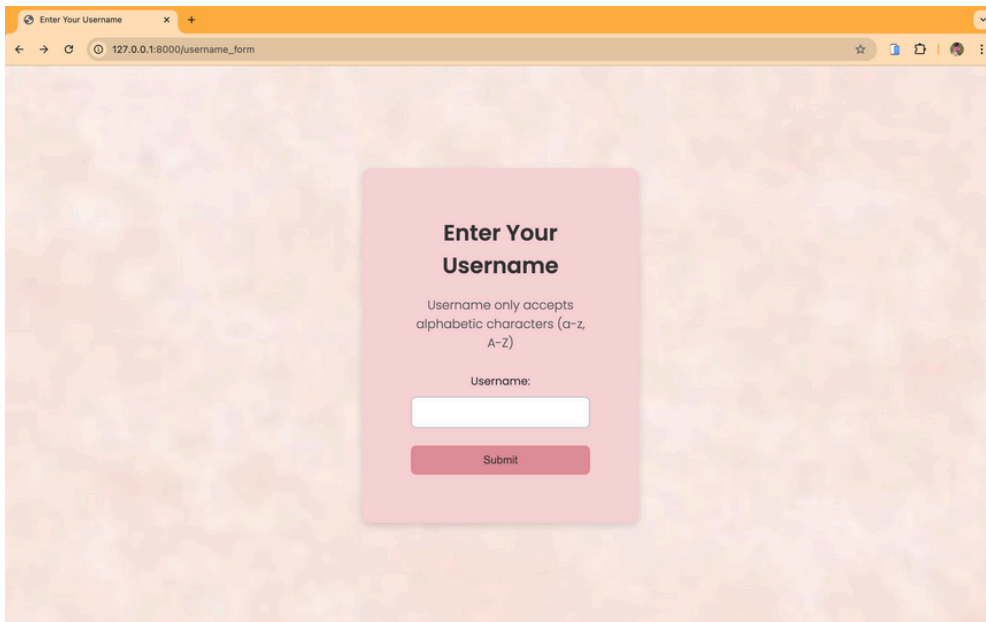 Enter Your Username
127.0.0.1:8000/username_form
Enter Your
Username
Username only accepts
alphabetic characters (a-z,
A-Z)
Username:
Submit